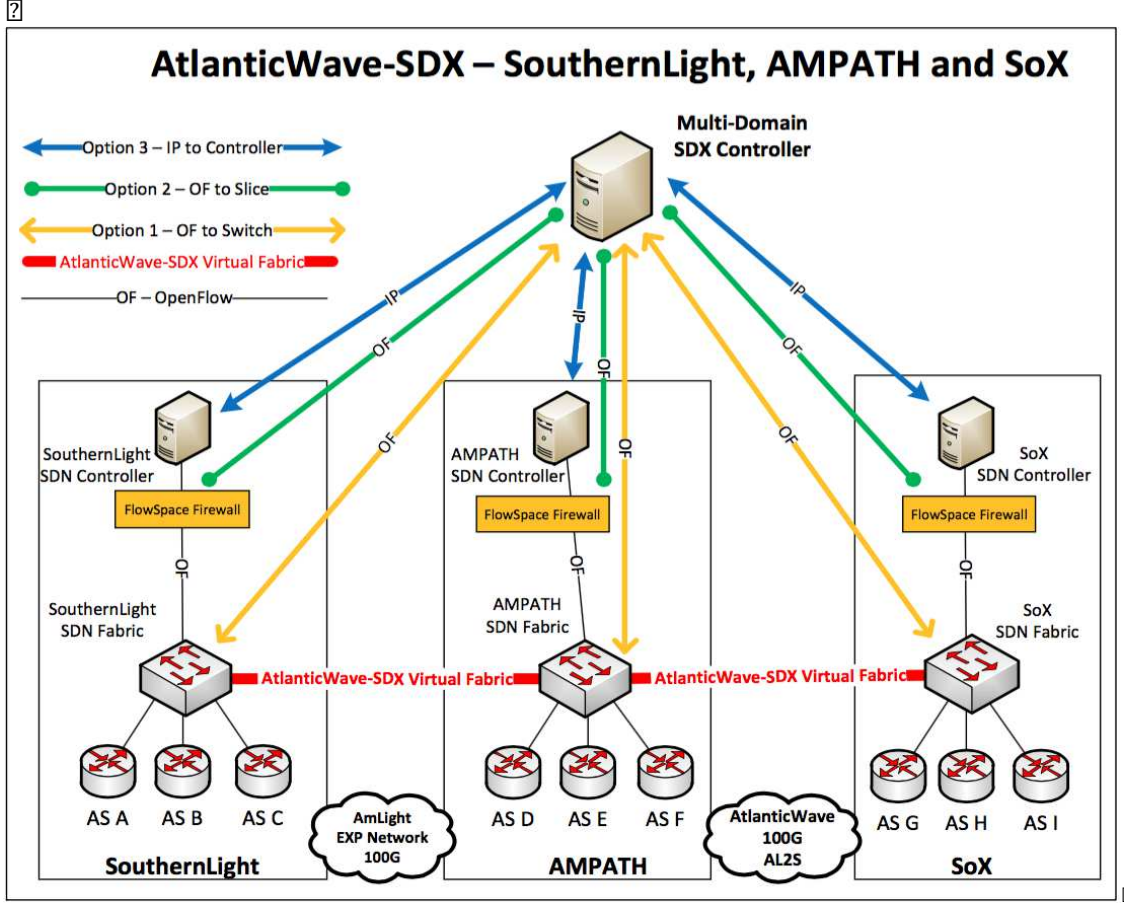 AtlanticWave-SDX – SouthernLight, AMPATH and SoX
Multi-Domain
SDX Controller
Option 3 – IP to Controller
Option 2 – OF to Slice
Option 1 – OF to Switch
AtlanticWave-SDX Virtual Fabric
OF – OpenFlow
IP
IP
IP
OF
OF
OF
OF
OF
OF
SouthernLight
SDN Controller
AMPATH
SDN Controller
SoX
SDN Controller
FlowSpace Firewall
FlowSpace Firewall
FlowSpace Firewall
OF
OF
OF
SouthernLight
SDN Fabric
AMPATH
SDN Fabric
SoX
SDN Fabric
AtlanticWave-SDX Virtual Fabric
AtlanticWave-SDX Virtual Fabric
AS A
AS B
AS C
AS D
AS E
AS F
AS G
AS H
AS I
AmLight
EXP Network
100G
AtlanticWave
100G
AL2S
SouthernLight
AMPATH
SoX